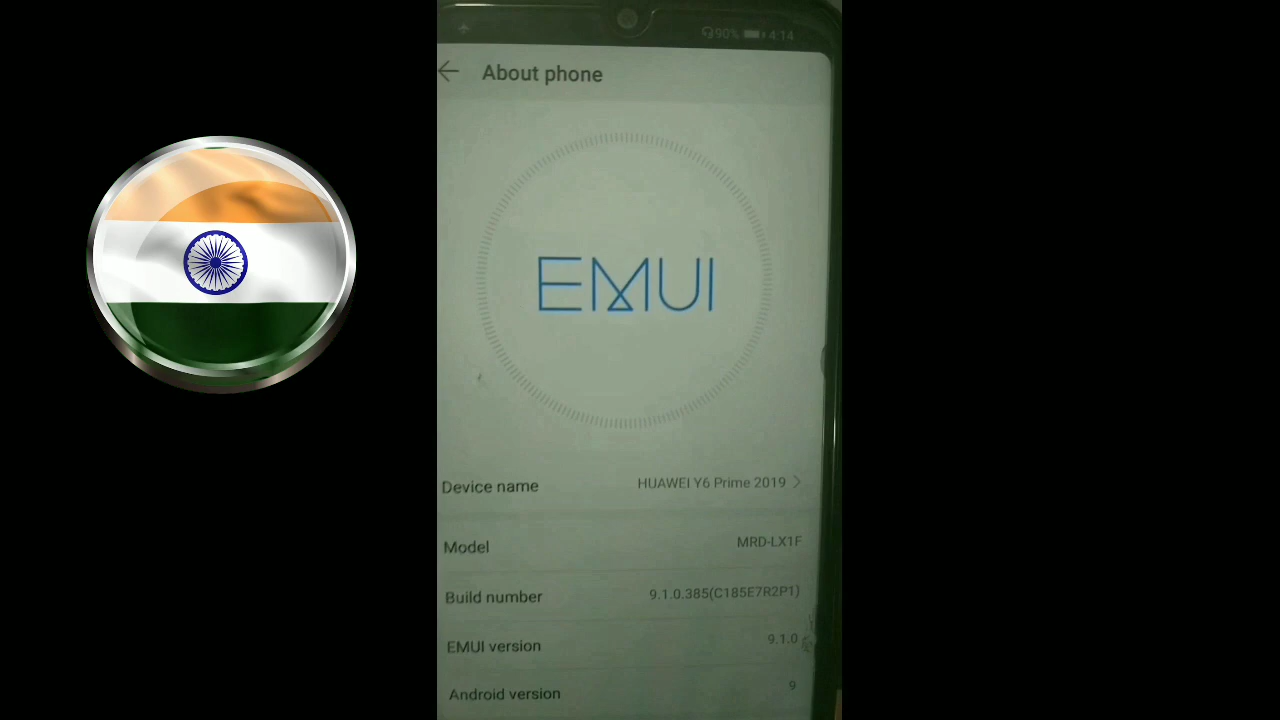 90% 4:14
About phone
EMUI
Device name HUAWEI Y6 Prime 2019
Model MRD-LX1F
Build number 9.1.0.385(C185E7R2P1)
EMUI version 9.1.0
Android version 9